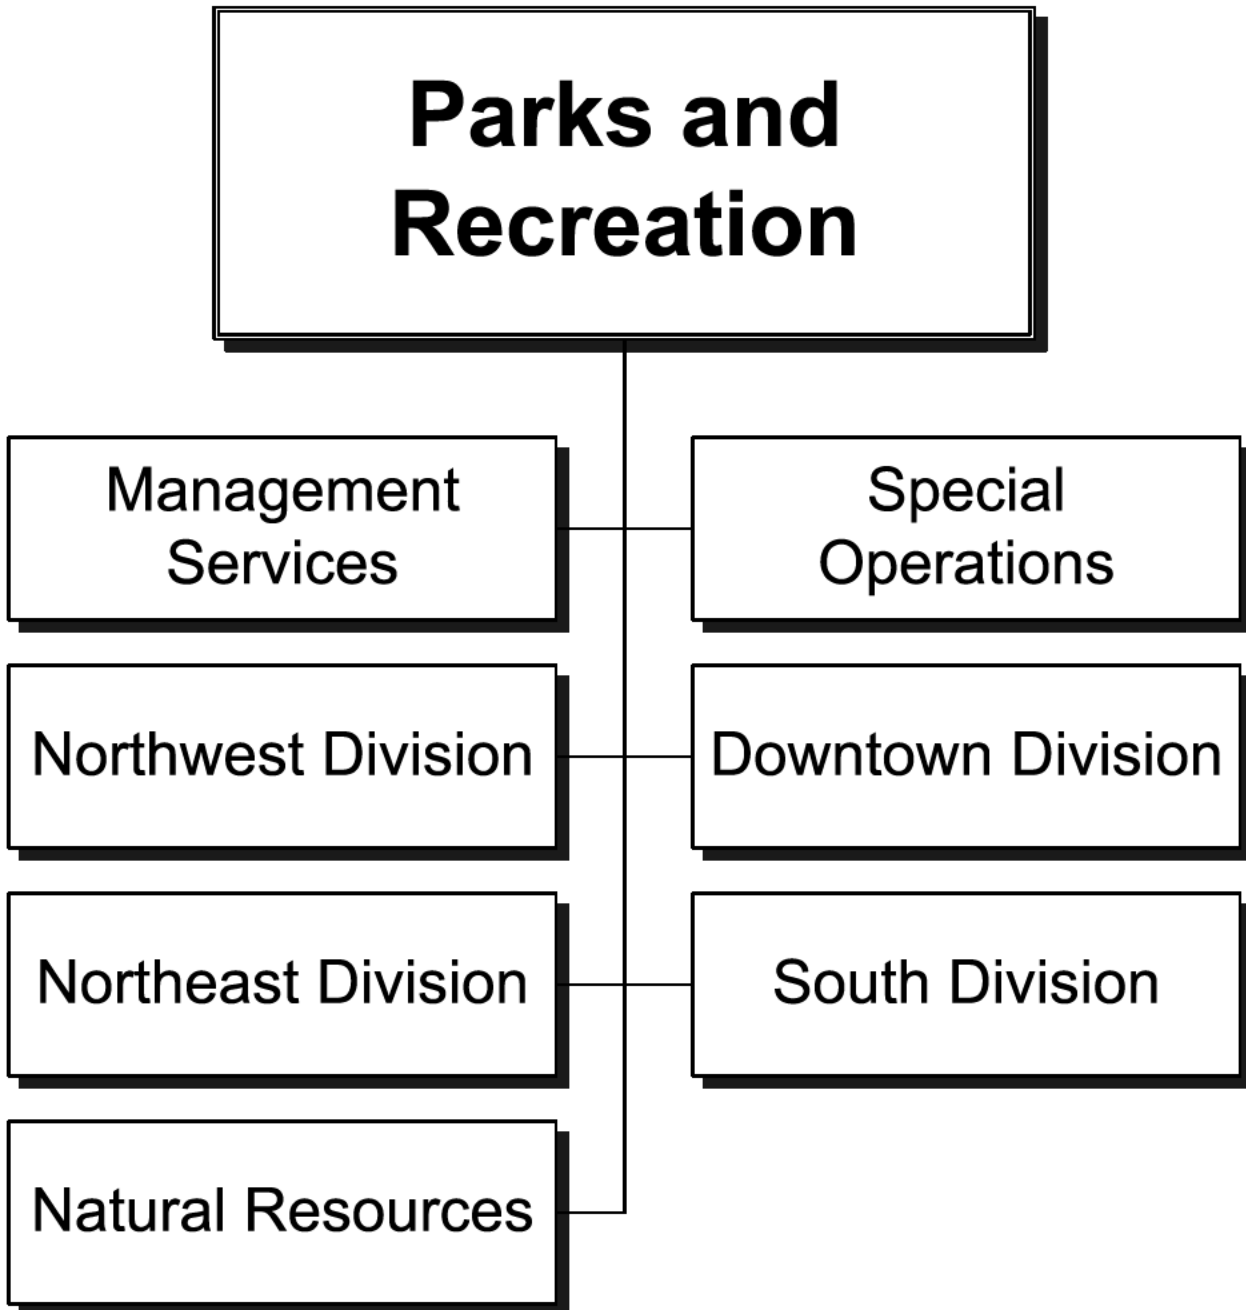 Parks and
Recreation
Management
Services
Special
Operations
Northwest Division
Downtown Division
Northeast Division
South Division
Natural Resources